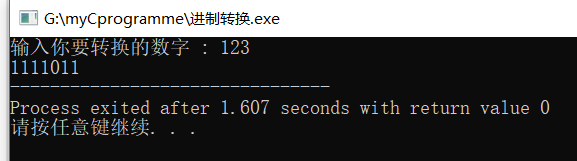 G:\myCprogramme\进制转换.exe
输入你要转换的数字 : 123
1111011
--------------------------------
Process exited after 1.607 seconds with return value 0
请按任意键继续. . .